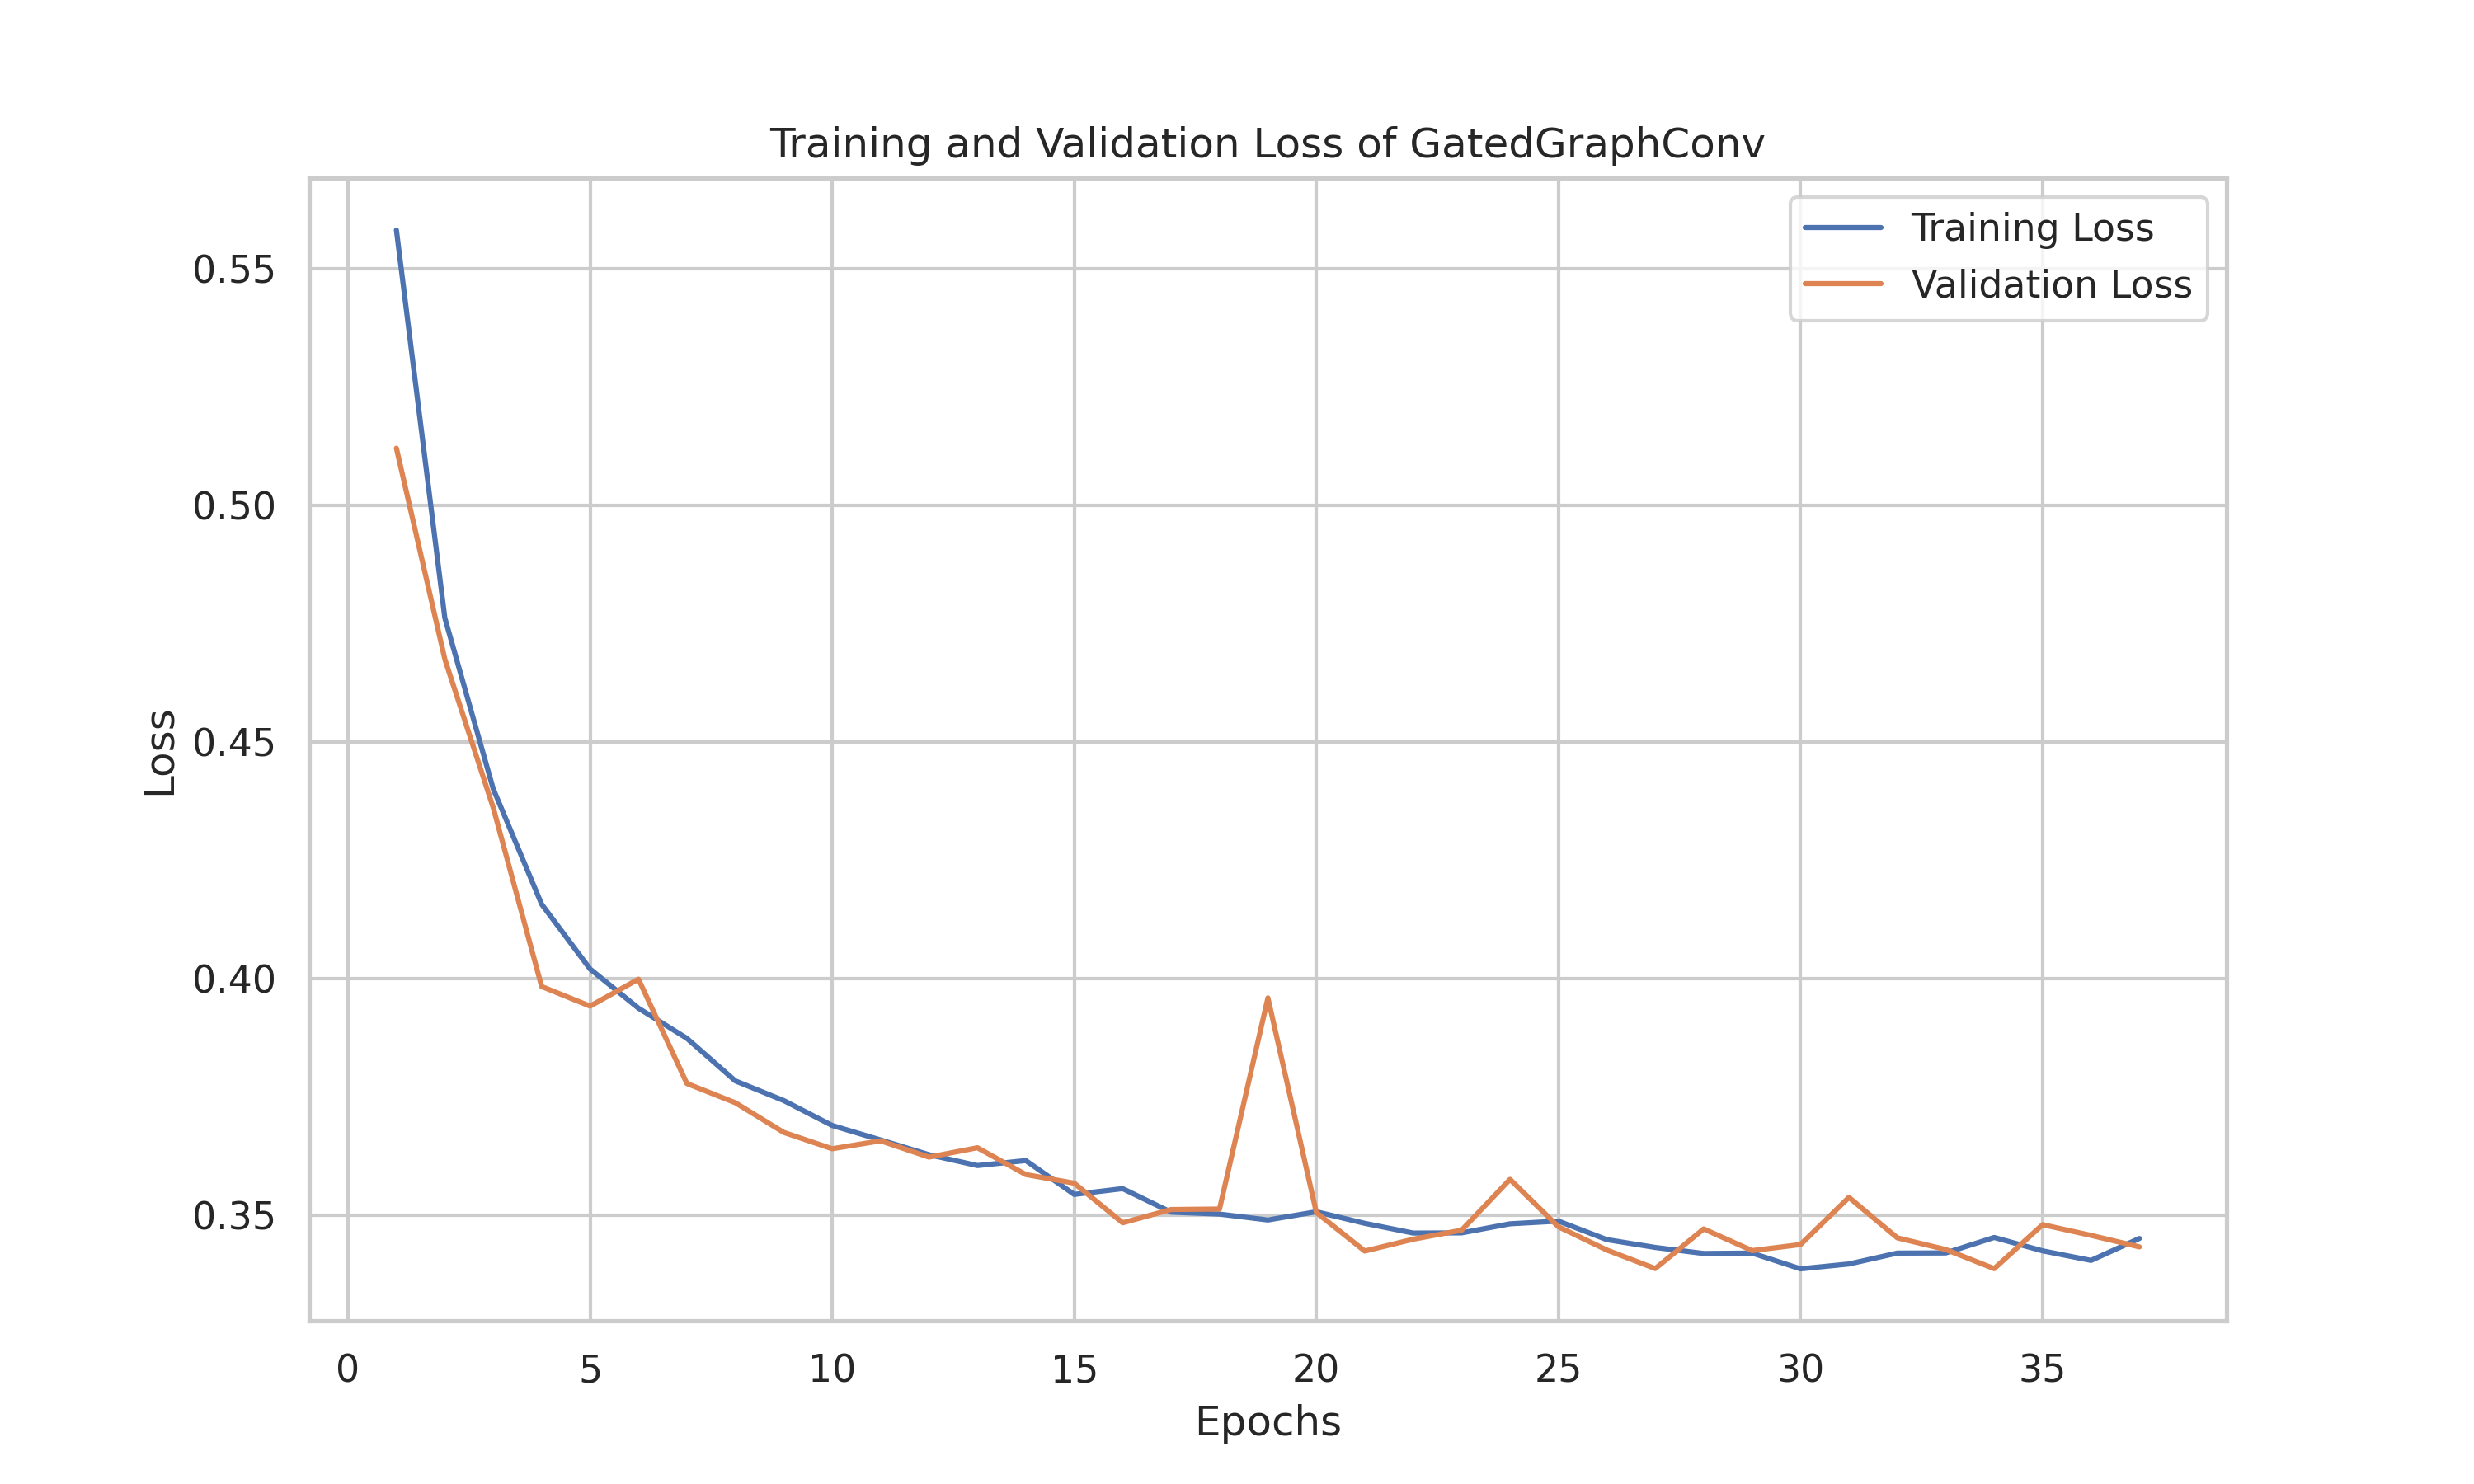 Training and Validation Loss of GatedGraphConv
Training Loss
Validation Loss
0.55
0.50
0.45
0.40
0.35
Loss
0 5 10 15 20 25 30 35
Epochs